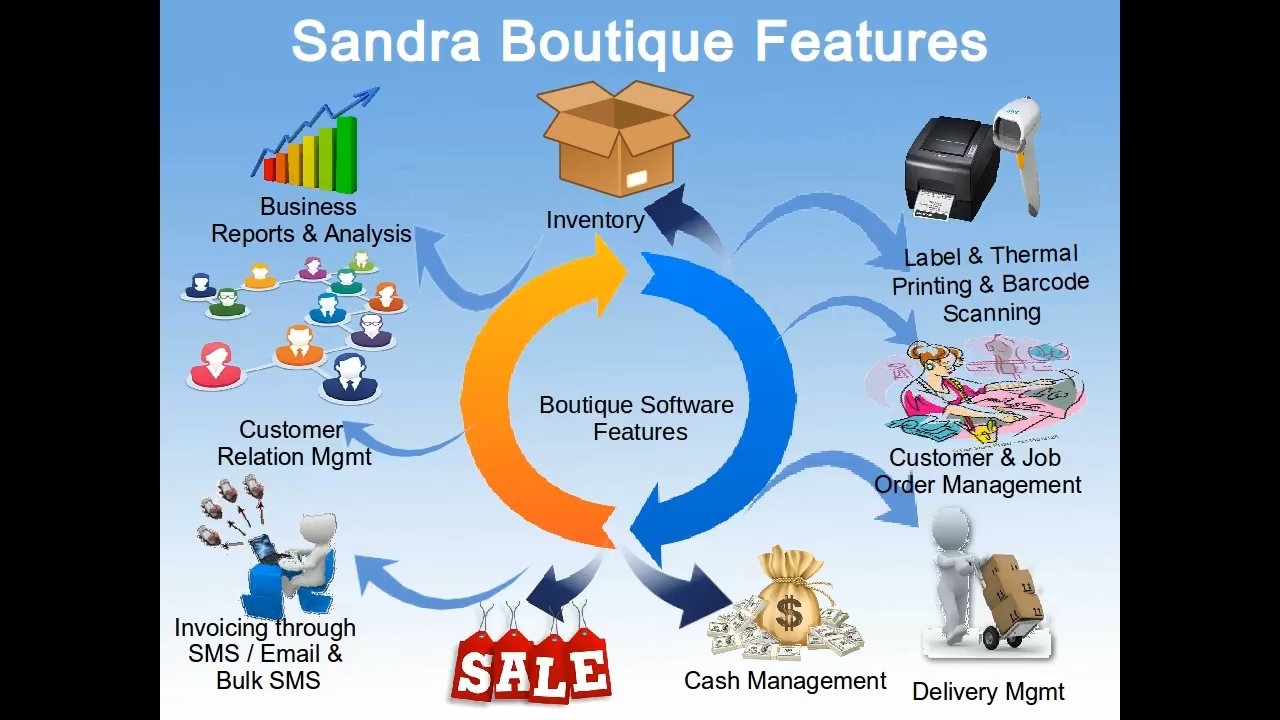 Sandra Boutique Features
Business
Reports & Analysis
Inventory
Label & Thermal
Printing & Barcode
Scanning
Customer
Relation Mgmt
Boutique Software
Features
Customer & Job
Order Management
Invoicing through
SMS / Email &
Bulk SMS
SALE
$
Cash Management
Delivery Mgmt